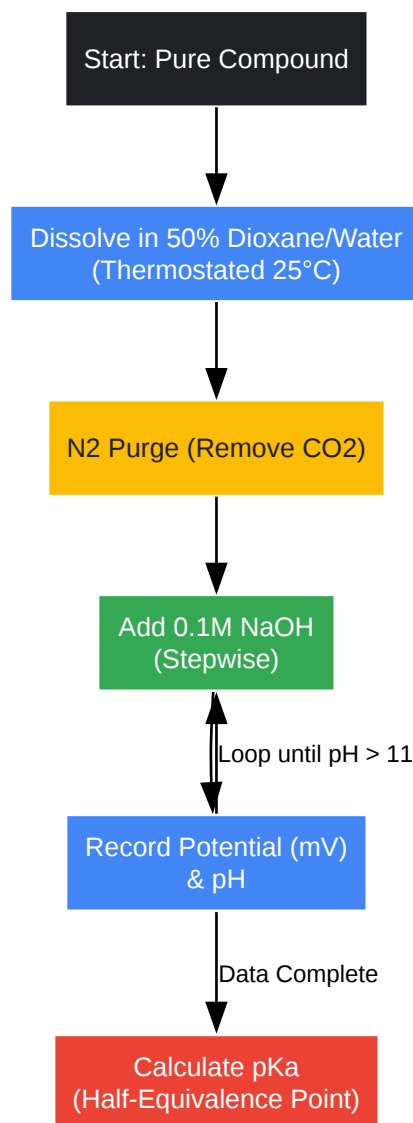 Start: Pure Compound
Dissolve in 50% Dioxane/Water
(Thermostated 25°C)
N2 Purge (Remove CO2)
Add 0.1M NaOH
(Stepwise)
Loop until pH > 11
Record Potential (mV)
& pH
Data Complete
Calculate pKa
(Half-Equivalence Point)